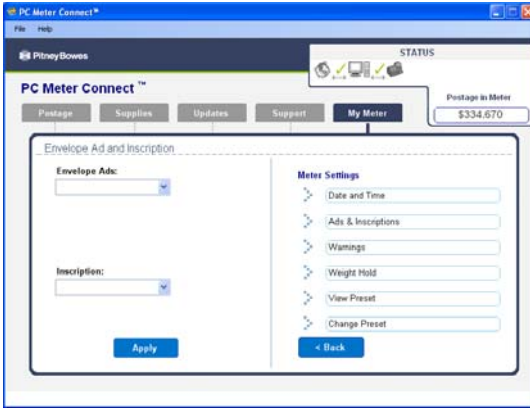 PC Meter Connect™
File Help
Pitney Bowes
STATUS
PC Meter Connect ™
Postage in Meter
$334.670
Postage Supplies Updates Support My Meter
Envelope Ad and Inscription
Envelope Ads:
Inscription:
Apply
Meter Settings
Date and Time
Ads & Inscriptions
Warnings
Weight Hold
View Preset
Change Preset
< Back